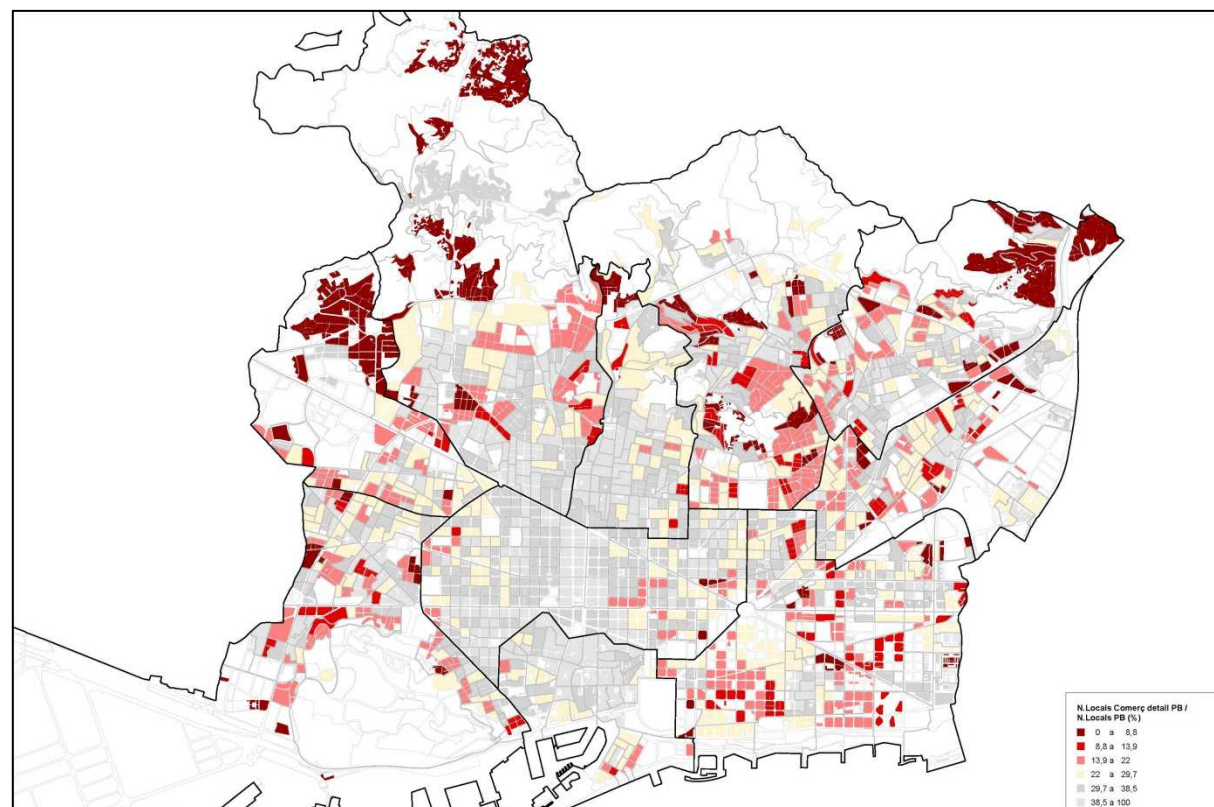 N.Locals Comerç detall PB /
N.Locals PB (%)
0 a 8,8
8,8 a 13,9
13,9 a 22
22 a 29,7
29,7 a 38,5
38,5 a 100